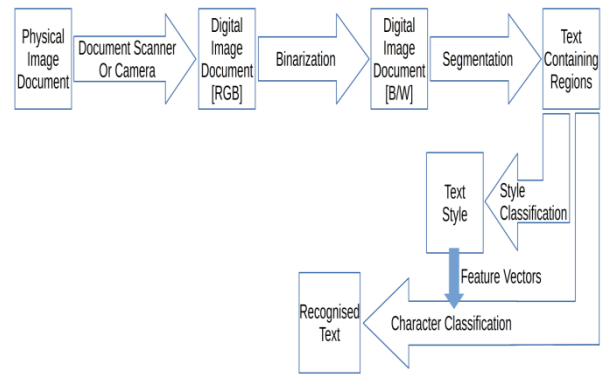 Physical
Image
Document
Document Scanner
Or Camera
Digital
Image
Document
[RGB]
Binarization
Digital
Image
Document
[B/W]
Segmentation
Text
Containing
Regions
Text
Style
Style
Classification
Feature Vectors
Recognised
Text
Character Classification